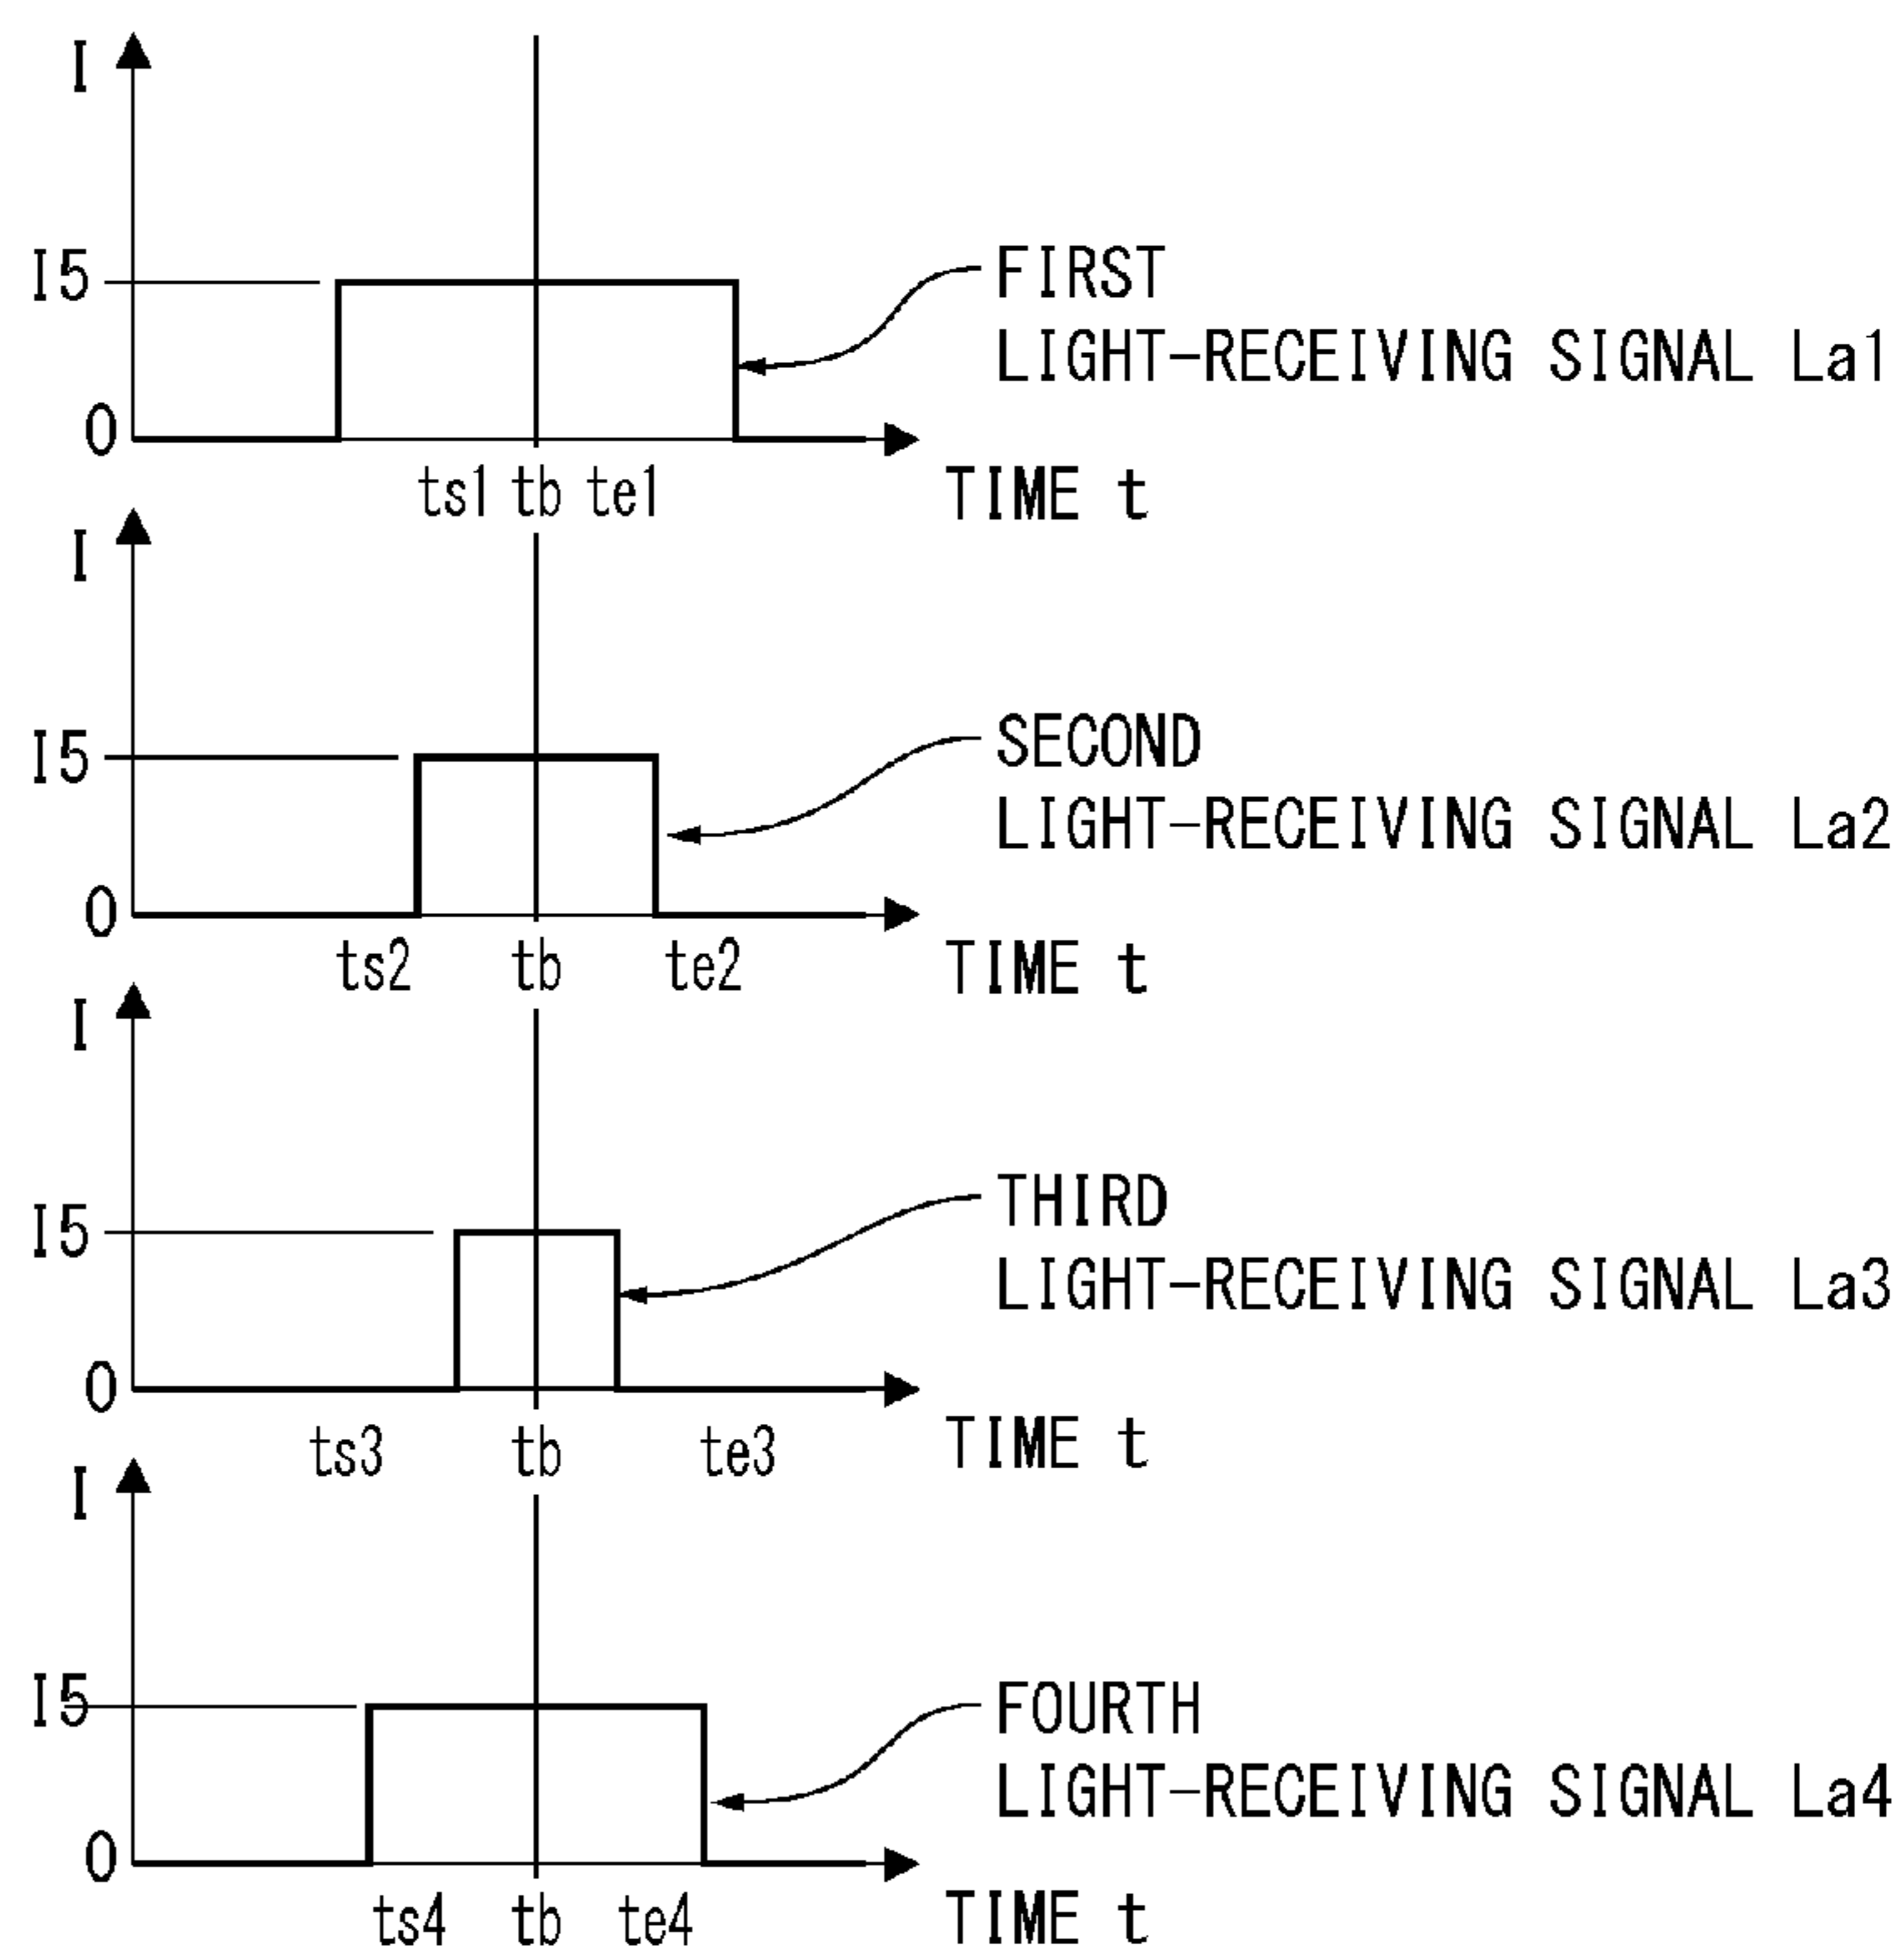 I
I5
FIRST
LIGHT-RECEIVING SIGNAL La1
0
ts1 tb te1
TIME t
I
I5
SECOND
LIGHT-RECEIVING SIGNAL La2
0
ts2 tb te2
TIME t
I
I5
THIRD
LIGHT-RECEIVING SIGNAL La3
0
ts3 tb te3
TIME t
I
I5
FOURTH
LIGHT-RECEIVING SIGNAL La4
0
ts4 tb te4
TIME t